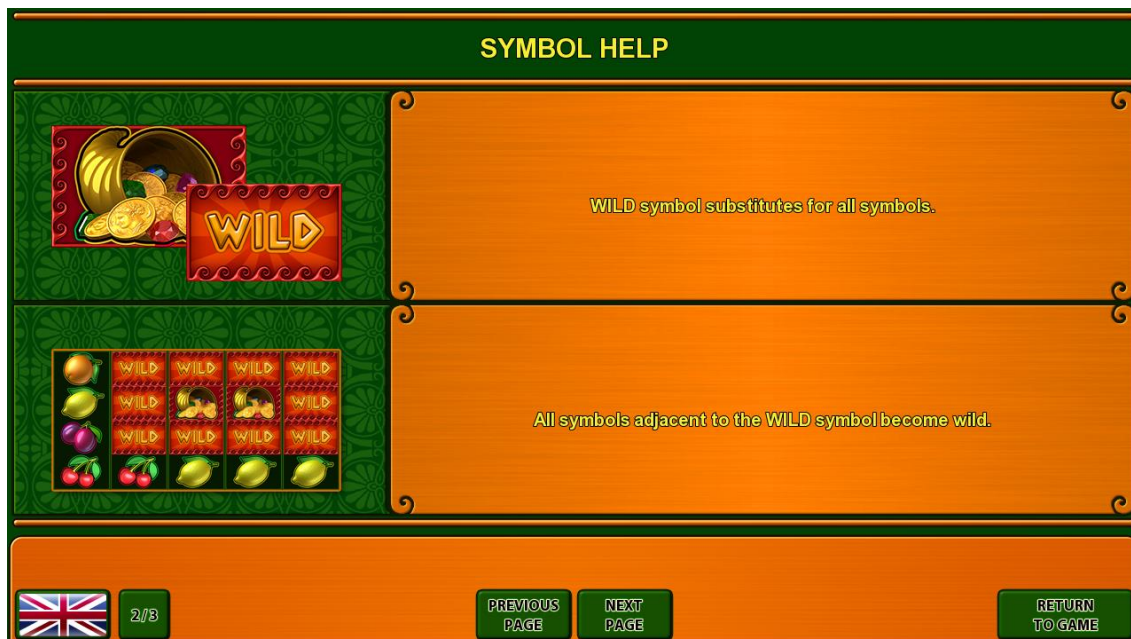 SYMBOL HELP
WILD
WILD symbol substitutes for all symbols.
WILD WILD WILD WILD
WILD WILD
WILD WILD WILD WILD
All symbols adjacent to the WILD symbol become wild.
2/3
PREVIOUS
PAGE
NEXT
PAGE
RETURN
TO GAME